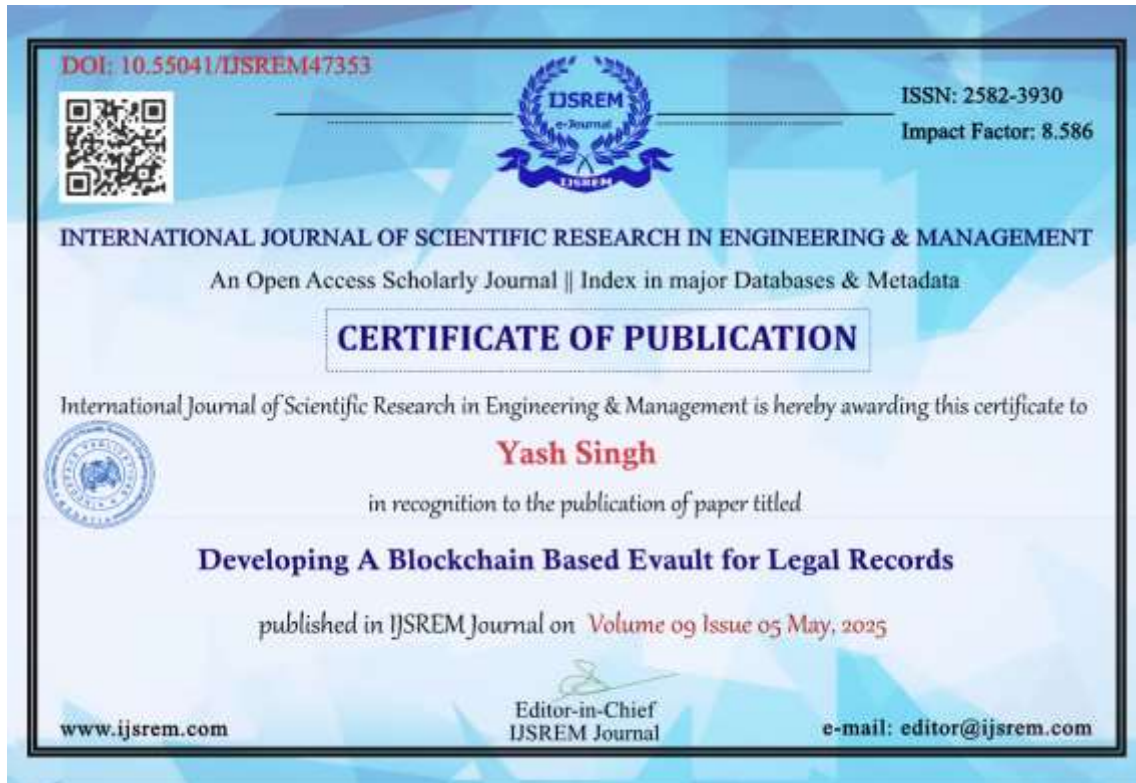 DOI: 10.55041/IJSREM47353
IJSREM
e-Journal
IJSREM
ISSN: 2582-3930
Impact Factor: 8.586
INTERNATIONAL JOURNAL OF SCIENTIFIC RESEARCH IN ENGINEERING & MANAGEMENT
An Open Access Scholarly Journal || Index in major Databases & Metadata
CERTIFICATE OF PUBLICATION
International Journal of Scientific Research in Engineering & Management is hereby awarding this certificate to
Yash Singh
in recognition to the publication of paper titled
Developing A Blockchain Based Evault for Legal Records
published in IJSREM Journal on Volume 09 Issue 05 May, 2025
www.ijsrem.com
Editor-in-Chief
IJSREM Journal
e-mail: editor@ijsrem.com